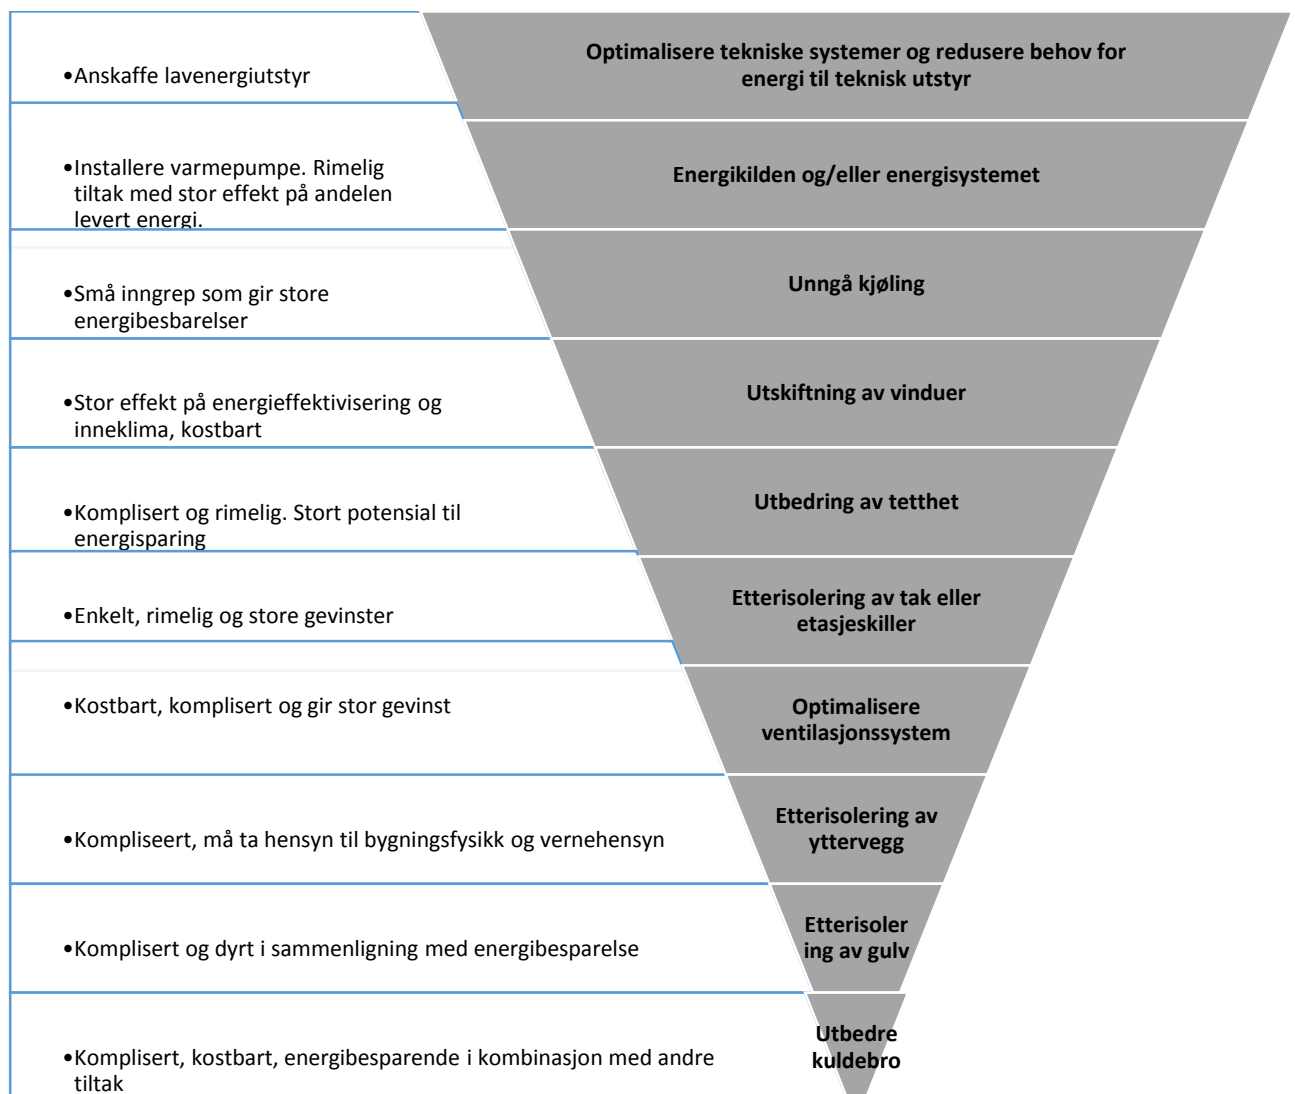 •Anskaffe lavenergiutstyr
Optimalisere tekniske systemer og redusere behov for
energi til teknisk utstyr
•Installere varmepumpe. Rimelig
tiltak med stor effekt på andelen
levert energi.
Energikilden og/eller energisystemet
•Små inngrep som gir store
energibesbarelser
Unngå kjøling
•Stor effekt på energieffektivisering og
inneklima, kostbart
Utskiftning av vinduer
•Komplisert og rimelig. Stort potensial til
energisparing
Utbedring av tetthet
•Enkelt, rimelig og store gevinster
Etterisolering av tak eller
etasjeskiller
•Kostbart, komplisert og gir stor gevinst
Optimalisere
ventilasjonssystem
•Kompliseert, må ta hensyn til bygningsfysikk og vernehensyn
Etterisolering av
yttervegg
•Komplisert og dyrt i sammenligning med energibesparelse
Etterisoler
ing av gulv
•Komplisert, kostbart, energibesparende i kombinasjon med andre
tiltak
Utbedre
kuldebro